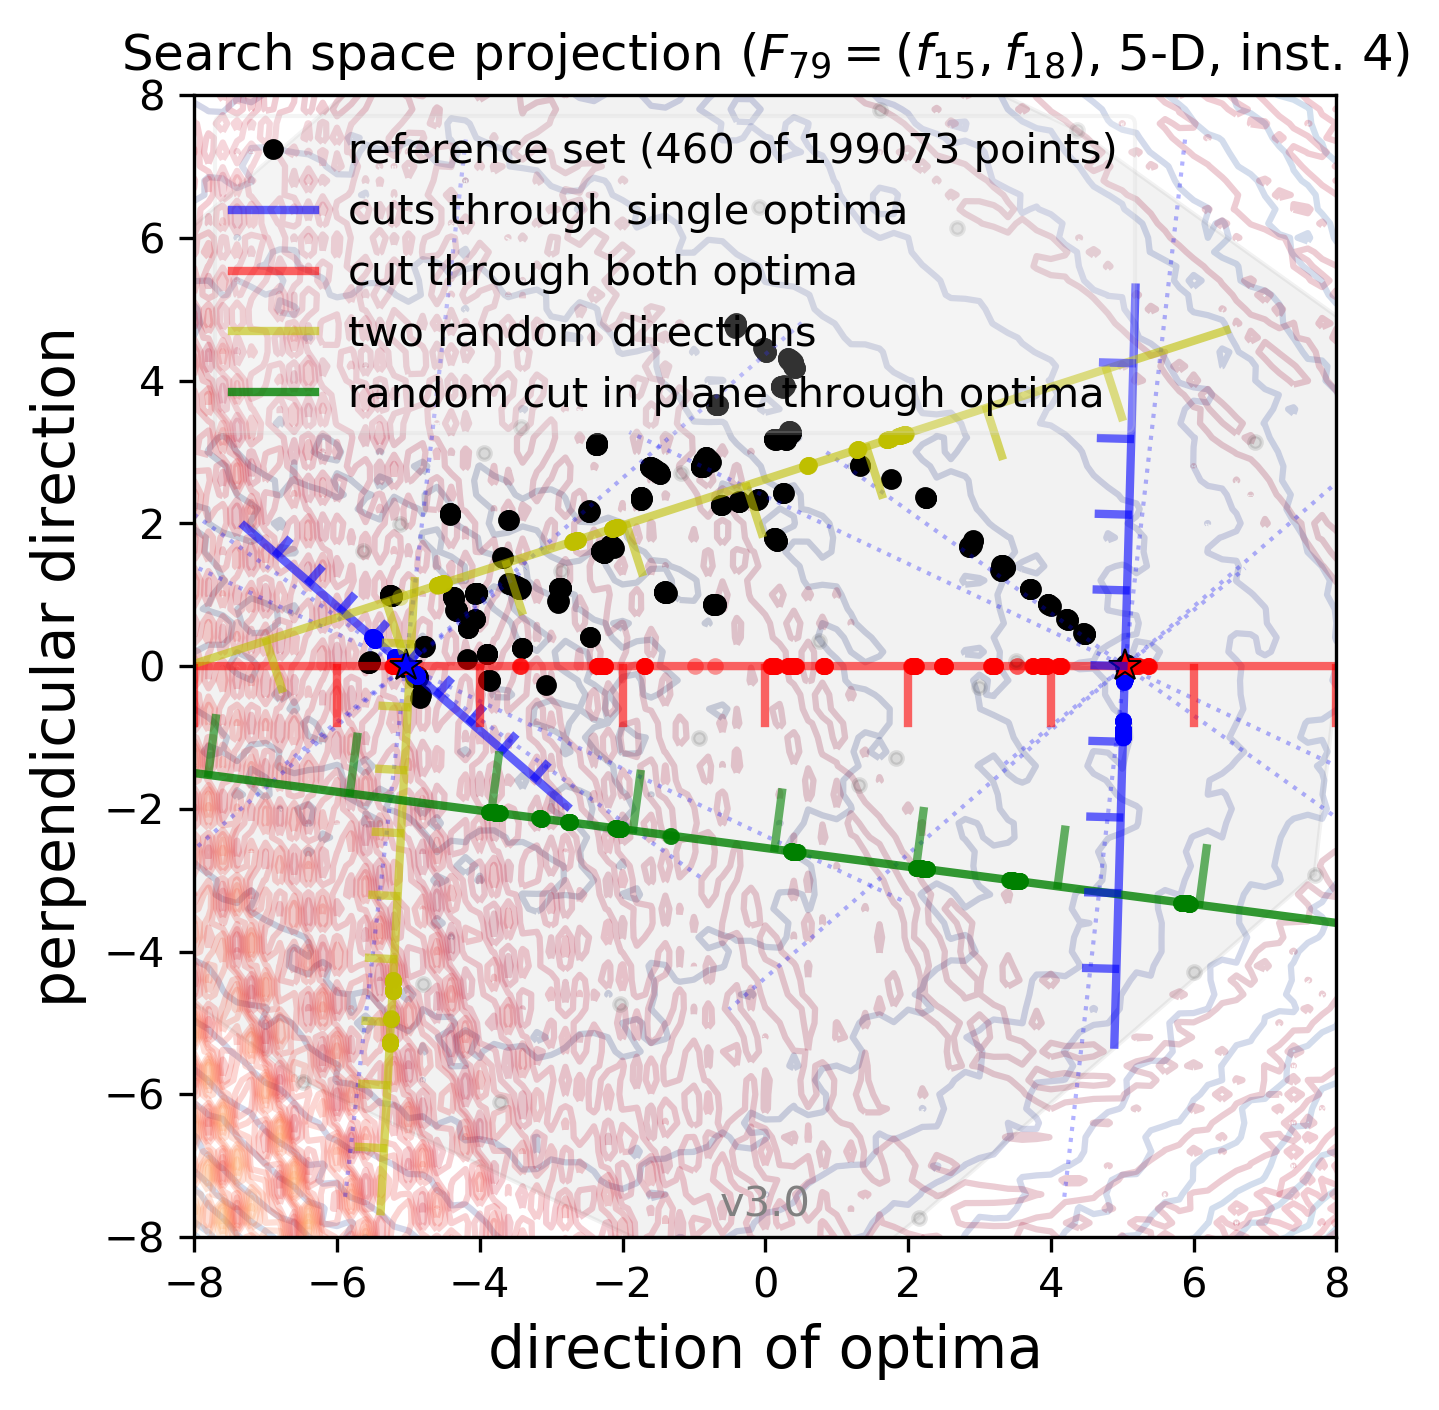 Search space projection (F79 = (f15, f18), 5-D, inst. 4)
reference set (460 of 199073 points)
cuts through single optima
cut through both optima
two random directions
random cut in plane through optima
perpendicular direction
8
6
4
2
0
−2
−4
−6
−8
v3.0
−8 −6 −4 −2 0 2 4 6 8
direction of optima